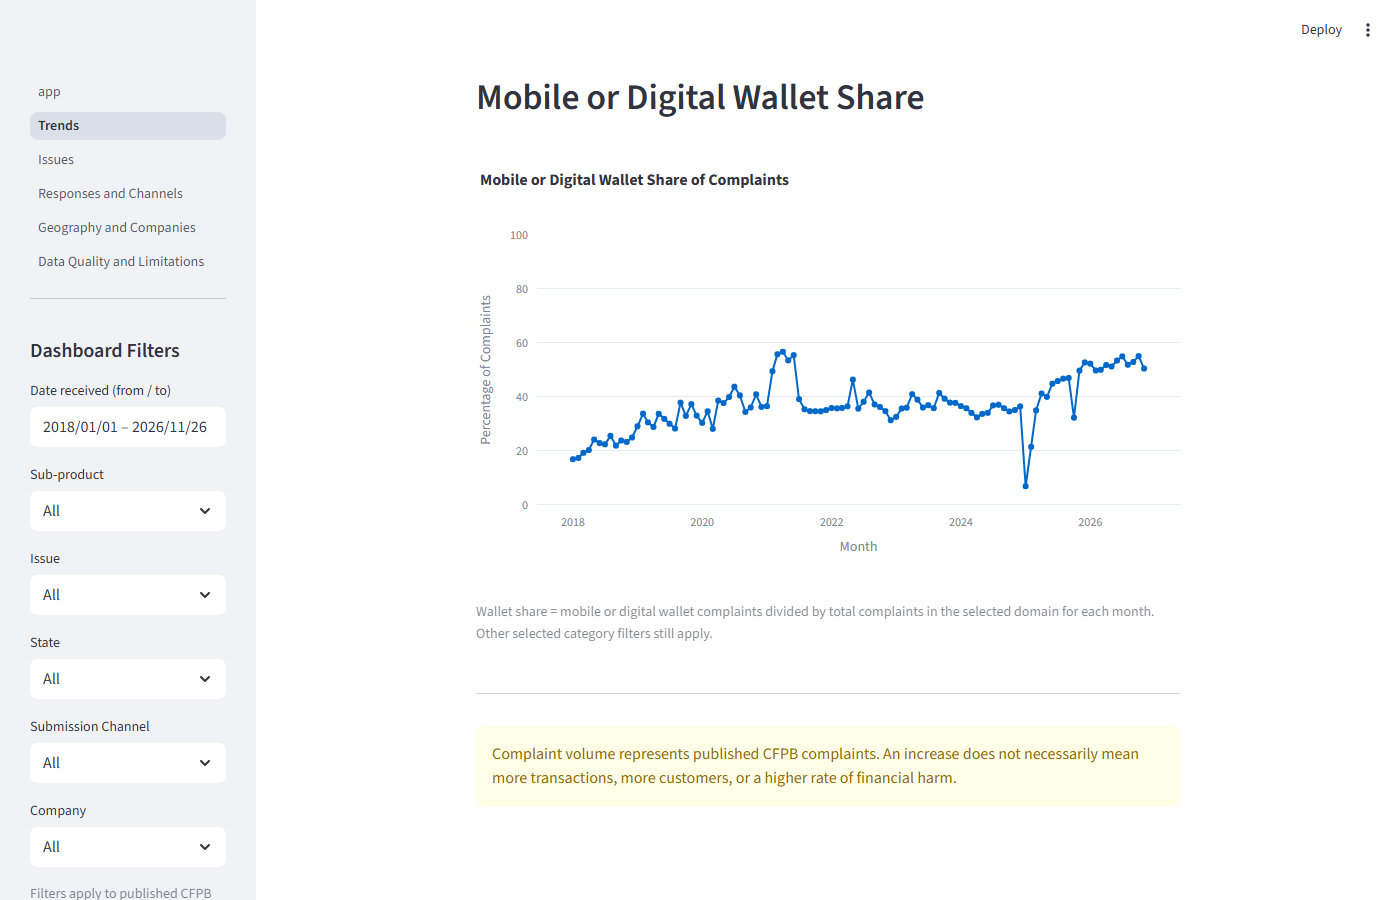 Deploy
app
Trends
Issues
Responses and Channels
Geography and Companies
Data Quality and Limitations
Dashboard Filters
Date received (from / to)
2018/01/01 – 2026/11/26
Sub-product
All
Issue
All
State
All
Submission Channel
All
Company
All
Filters apply to published CFPB
Mobile or Digital Wallet Share
Mobile or Digital Wallet Share of Complaints
Percentage of Complaints
100
80
60
40
20
0
2018 2020 2022 2024 2026
Month
Wallet share = mobile or digital wallet complaints divided by total complaints in the selected domain for each month.
Other selected category filters still apply.
Complaint volume represents published CFPB complaints. An increase does not necessarily mean
more transactions, more customers, or a higher rate of financial harm.